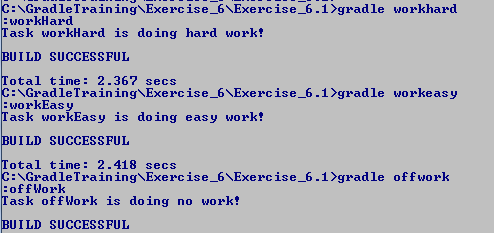 C:\GradleTraining\Exercise_6\Exercise_6.1>gradle workhard
:workHard
Task workHard is doing hard work!
BUILD SUCCESSFUL
Total time: 2.367 secs
C:\GradleTraining\Exercise_6\Exercise_6.1>gradle workeasy
:workEasy
Task workEasy is doing easy work!
BUILD SUCCESSFUL
Total time: 2.418 secs
C:\GradleTraining\Exercise_6\Exercise_6.1>gradle offwork
:offWork
Task offWork is doing no work!
BUILD SUCCESSFUL